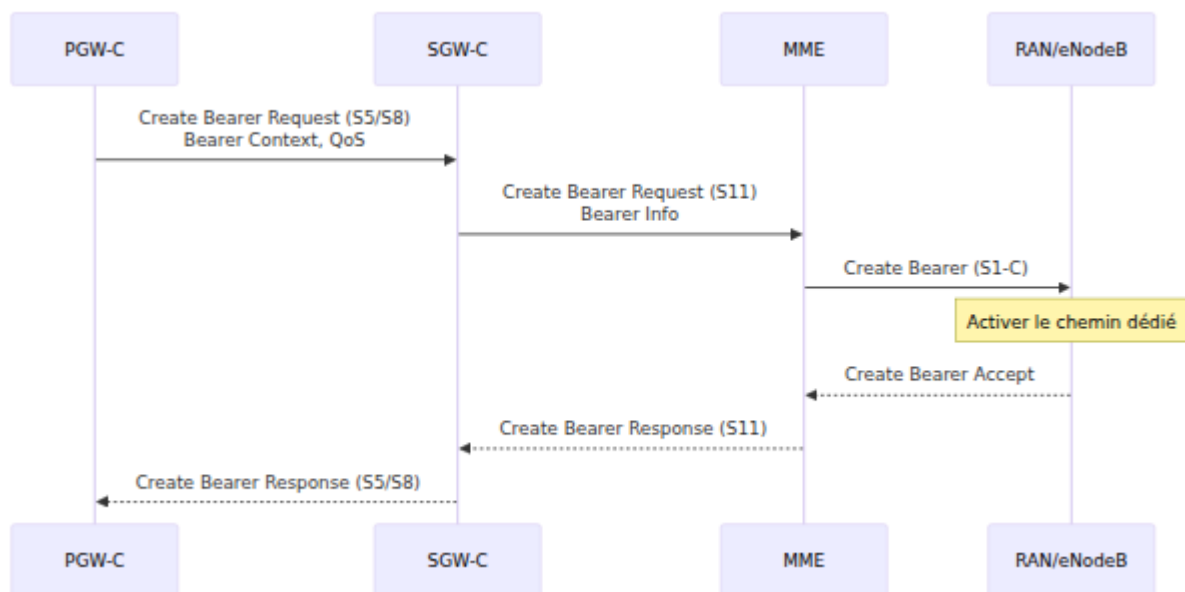 PGW-C
SGW-C
MME
RAN/eNodeB
Create Bearer Request (S5/S8)
Bearer Context, QoS
Create Bearer Request (S11)
Bearer Info
Create Bearer (S1-C)
Activer le chemin dédié
Create Bearer Accept
Create Bearer Response (S11)
Create Bearer Response (S5/S8)
PGW-C
SGW-C
MME
RAN/eNodeB